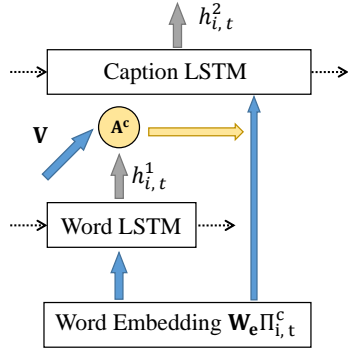 h²ᵢ, ₜ
Caption LSTM
V
Aᶜ
h¹ᵢ, ₜ
Word LSTM
Word Embedding WₑΠᶜᵢ, ₜ